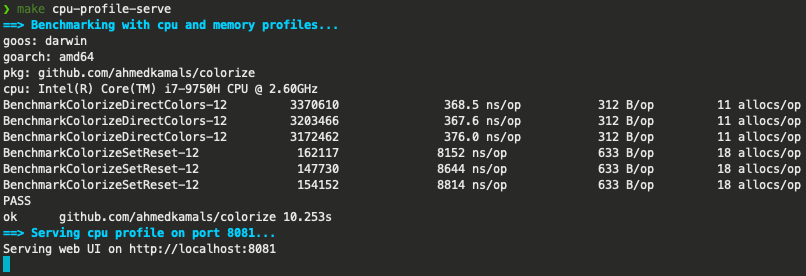 ❯ make cpu-profile-serve
==> Benchmarking with cpu and memory profiles...
goos: darwin
goarch: amd64
pkg: github.com/ahmedkamals/colorize
cpu: Intel(R) Core(TM) i7-9750H CPU @ 2.60GHz
BenchmarkColorizeDirectColors-12 3370610 368.5 ns/op 312 B/op 11 allocs/op
BenchmarkColorizeDirectColors-12 3203466 367.6 ns/op 312 B/op 11 allocs/op
BenchmarkColorizeDirectColors-12 3172462 376.0 ns/op 312 B/op 11 allocs/op
BenchmarkColorizeSetReset-12 162117 8152 ns/op 633 B/op 18 allocs/op
BenchmarkColorizeSetReset-12 147730 8644 ns/op 633 B/op 18 allocs/op
BenchmarkColorizeSetReset-12 154152 8814 ns/op 633 B/op 18 allocs/op
PASS
ok github.com/ahmedkamals/colorize 10.253s
==> Serving cpu profile on port 8081...
Serving web UI on http://localhost:8081